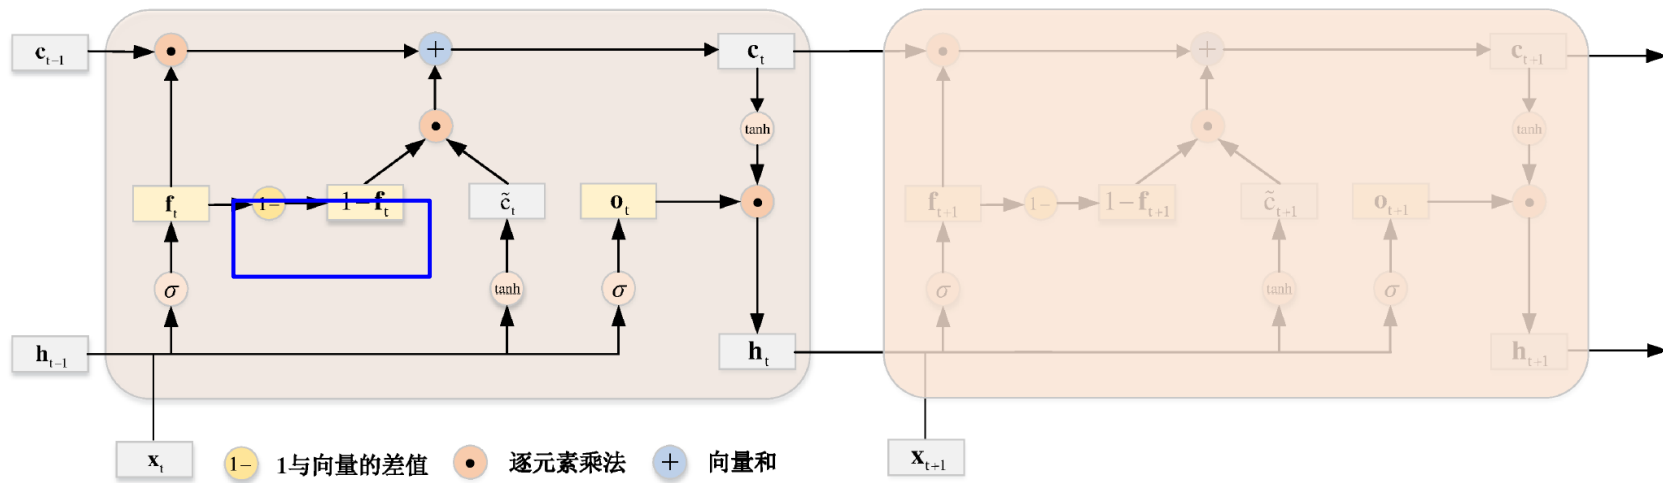 c_{t-1}
c_t
c_{t+1}
tanh
tanh
f_t
1-
1-f_t
c̃_t
o_t
f_{t+1}
1-
1-f_{t+1}
c̃_{t+1}
o_{t+1}
σ
tanh
σ
σ
tanh
σ
h_{t-1}
h_t
h_{t+1}
x_t
1-
1与向量的差值
逐元素乘法
+
向量和
x_{t+1}